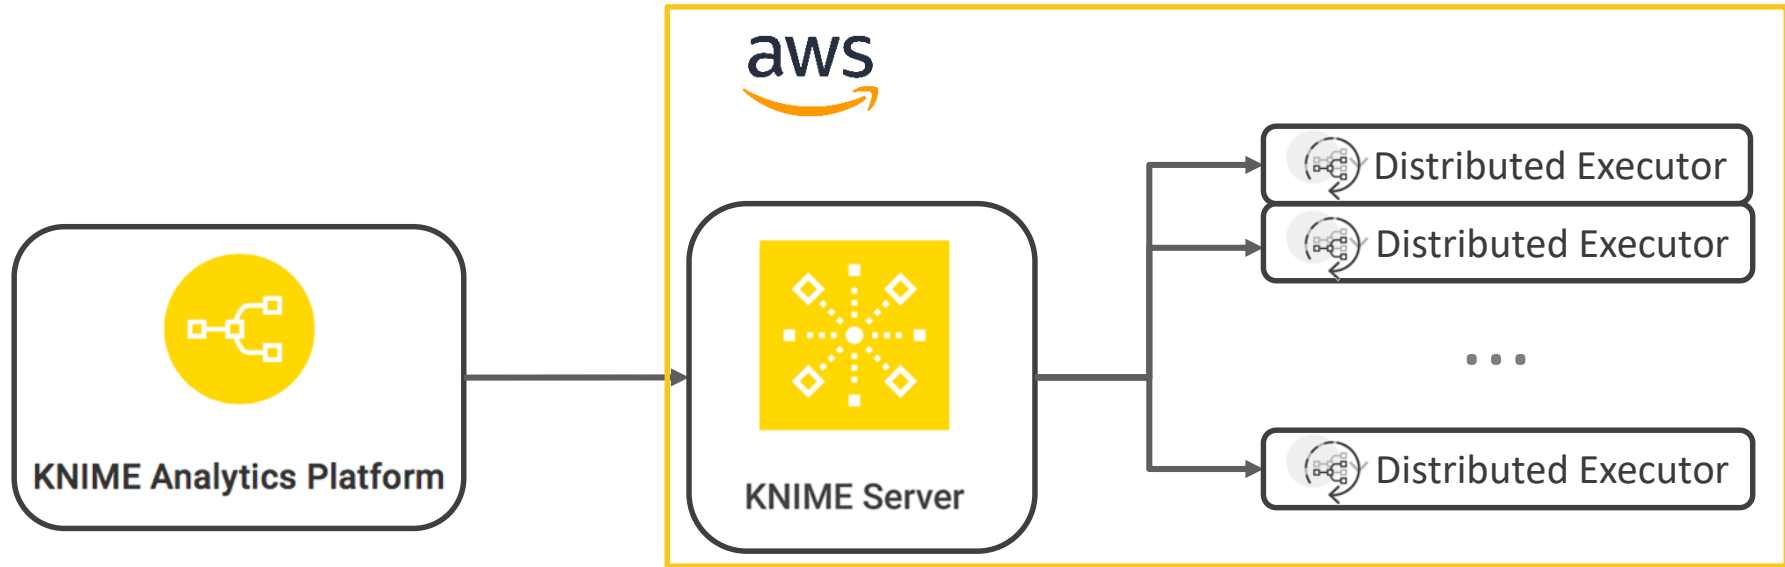 aws
Distributed Executor
Distributed Executor
...
Distributed Executor
KNIME Analytics Platform
KNIME Server